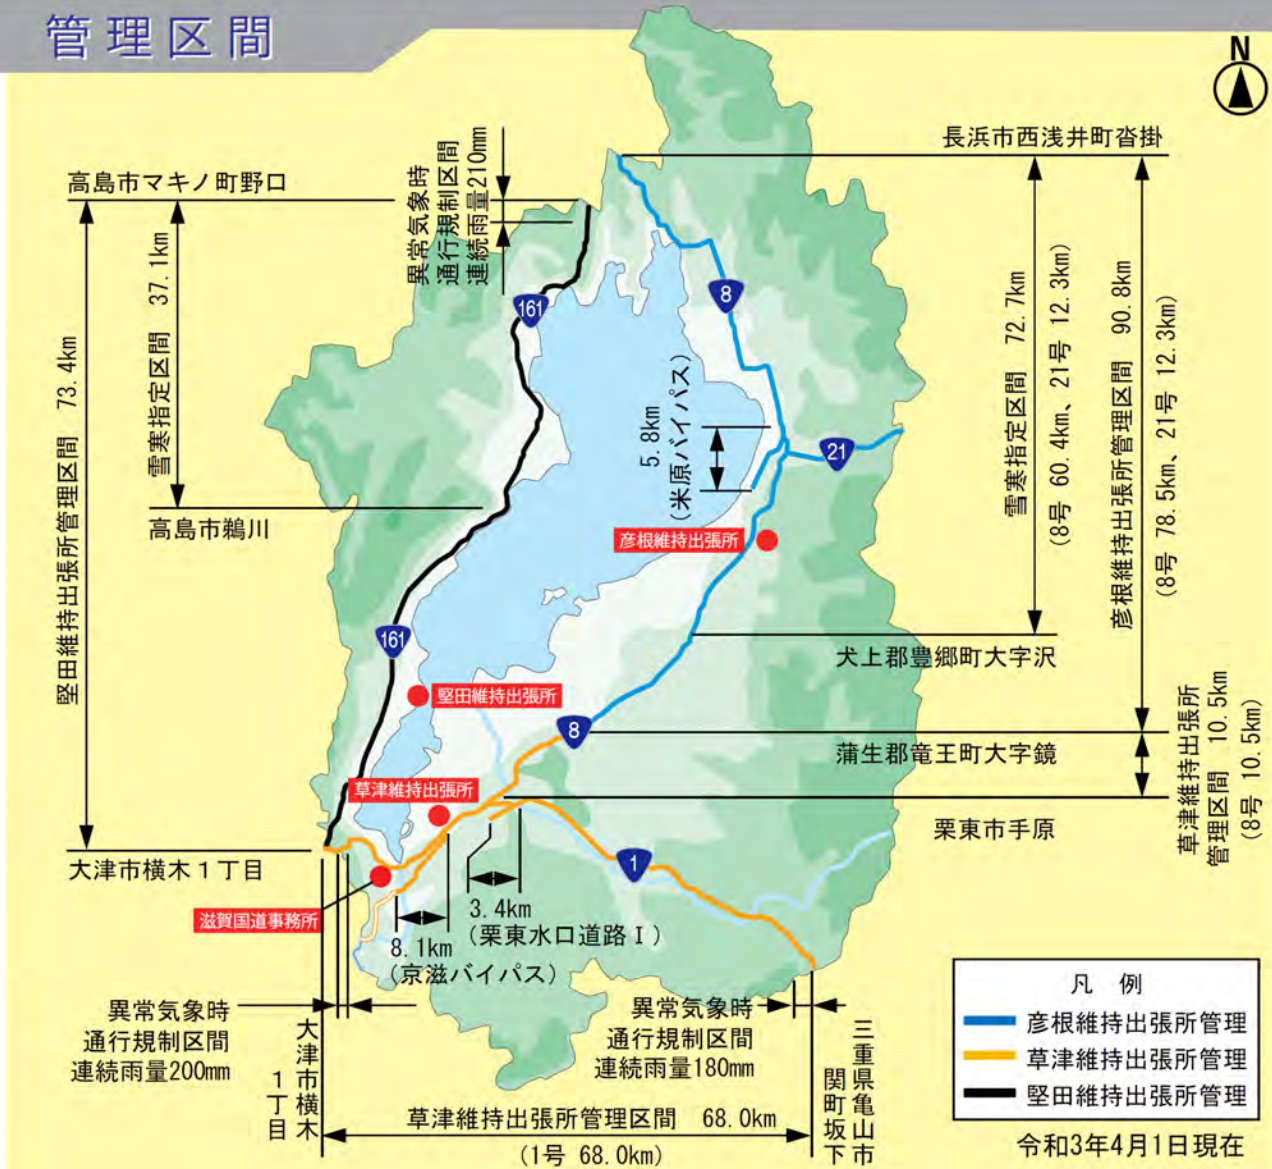 管理区間
N
長浜市西浅井町沓掛
高島市マキノ町野口
異常気象時
通行規制区間
連続雨量210mm
堅田維持出張所管理区間 73.4km
雪寒指定区間 37.1km
高島市鵜川
161
8
5.8km
(米原バイパス)
21
雪寒指定区間 72.7km
(8号 60.4km、21号 12.3km)
彦根維持出張所管理区間 90.8km
(8号 78.5km、21号 12.3km)
彦根維持出張所
161
犬上郡豊郷町大字沢
堅田維持出張所
8
蒲生郡竜王町大字鏡
草津維持出張所
管理区間 10.5km
(8号 10.5km)
草津維持出張所
栗東市手原
大津市横木1丁目
1
滋賀国道事務所
3.4km
(栗東水口道路Ⅰ)
8.1km
(京滋バイパス)
異常気象時
通行規制区間
連続雨量200mm
大津市横木
1丁目
異常気象時
通行規制区間
連続雨量180mm
三重県亀山市
関町坂下
草津維持出張所管理区間 68.0km
(1号 68.0km)
凡例
彦根維持出張所管理
草津維持出張所管理
堅田維持出張所管理
令和3年4月1日現在